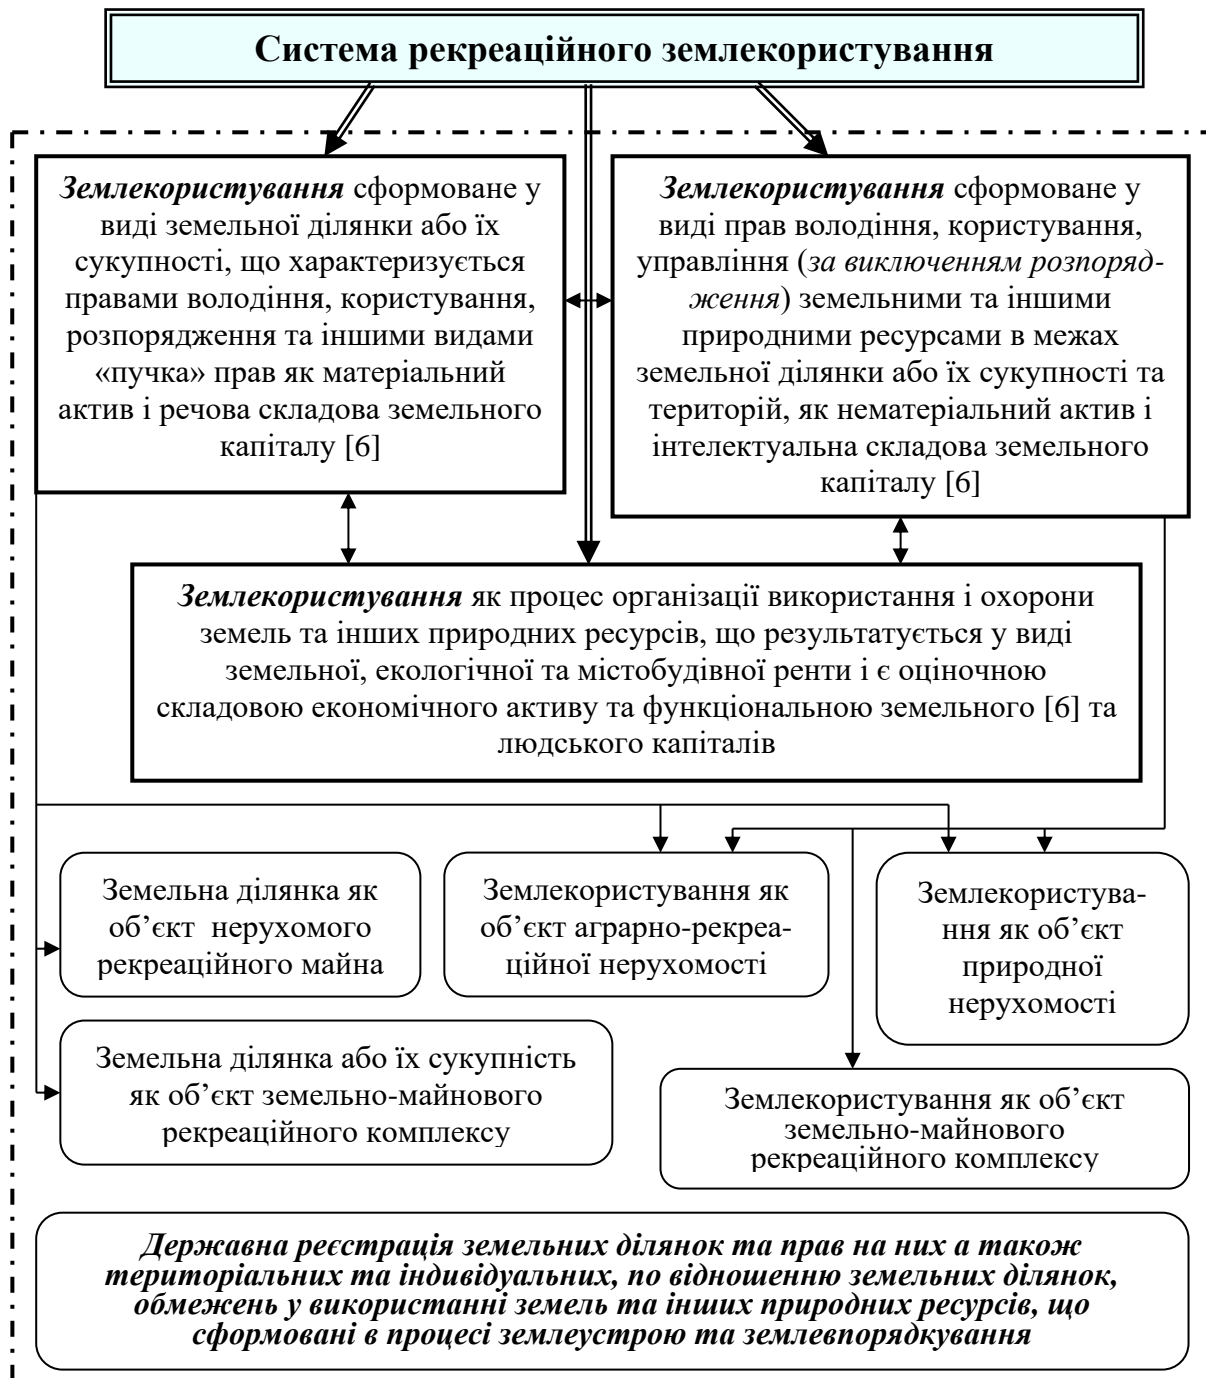 Система рекреаційного землекористування
Землекористування сформоване у
виді земельної ділянки або їх
сукупності, що характеризується
правами володіння, користування,
розпорядження та іншими видами
«пучка» прав як матеріальний
актив і речова складова земельного
капіталу [6]
Землекористування сформоване у
виді прав володіння, користування,
управління (за виключенням розпоряд-
ження) земельними та іншими
природними ресурсами в межах
земельної ділянки або їх сукупності та
територій, як нематеріальний актив і
інтелектуальна складова земельного
капіталу [6]
Землекористування як процес організації використання і охорони
земель та інших природних ресурсів, що результатується у виді
земельної, екологічної та містобудівної ренти і є оціночною
складовою економічного активу та функціональною земельного [6] та
людського капіталів
Земельна ділянка як
об’єкт  нерухомого
рекреаційного майна
Землекористування як
об’єкт аграрно-рекреа-
ційної нерухомості
Землекористува-
ння як об’єкт
природної
нерухомості
Земельна ділянка або їх сукупність
як об’єкт земельно-майнового
рекреаційного комплексу
Землекористування як об’єкт
земельно-майнового
рекреаційного комплексу
Державна реєстрація земельних ділянок та прав на них а також
територіальних та індивідуальних, по відношенню земельних ділянок,
обмежень у використанні земель та інших природних ресурсів, що
сформовані в процесі землеустрою та землевпорядкування